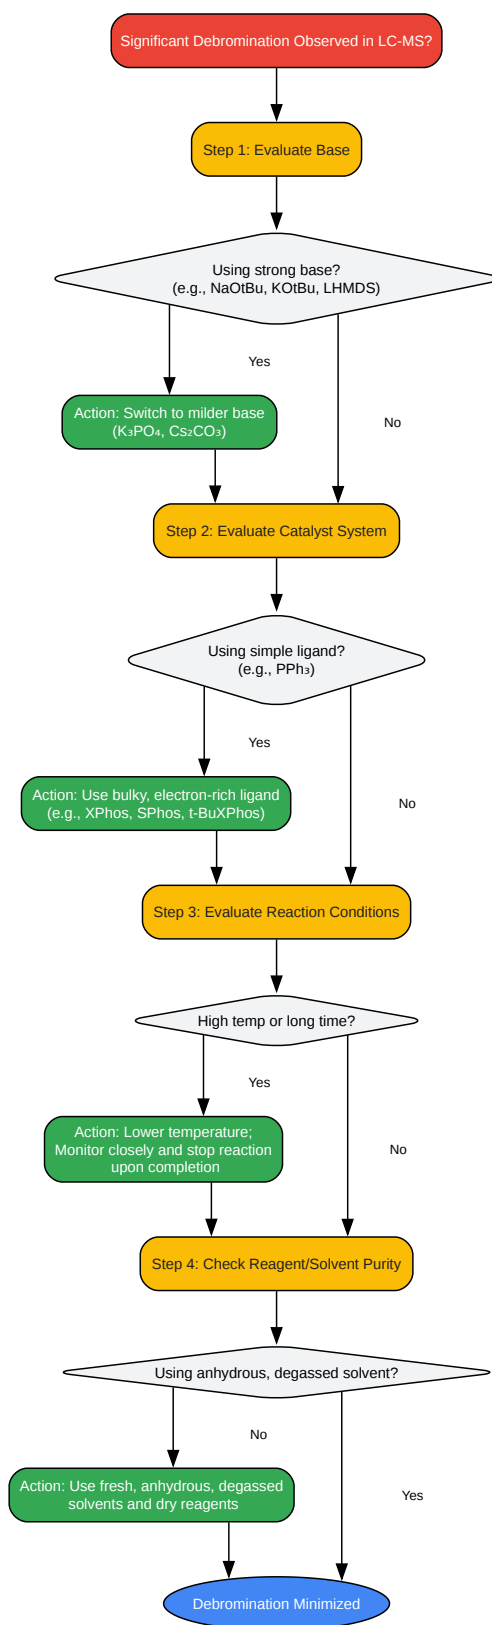 Significant Debromination Observed in LC-MS?
Step 1: Evaluate Base
Using strong base?
(e.g., NaOtBu, KOtBu, LHMDS)
Yes
Action: Switch to milder base
(K₃PO₄, Cs₂CO₃)
No
Step 2: Evaluate Catalyst System
Using simple ligand?
(e.g., PPh₃)
Yes
Action: Use bulky, electron-rich ligand
(e.g., XPhos, SPhos, t-BuXPhos)
No
Step 3: Evaluate Reaction Conditions
High temp or long time?
Yes
Action: Lower temperature;
Monitor closely and stop reaction
upon completion
No
Step 4: Check Reagent/Solvent Purity
Using anhydrous, degassed solvent?
No
Action: Use fresh, anhydrous, degassed
solvents and dry reagents
Yes
Debromination Minimized